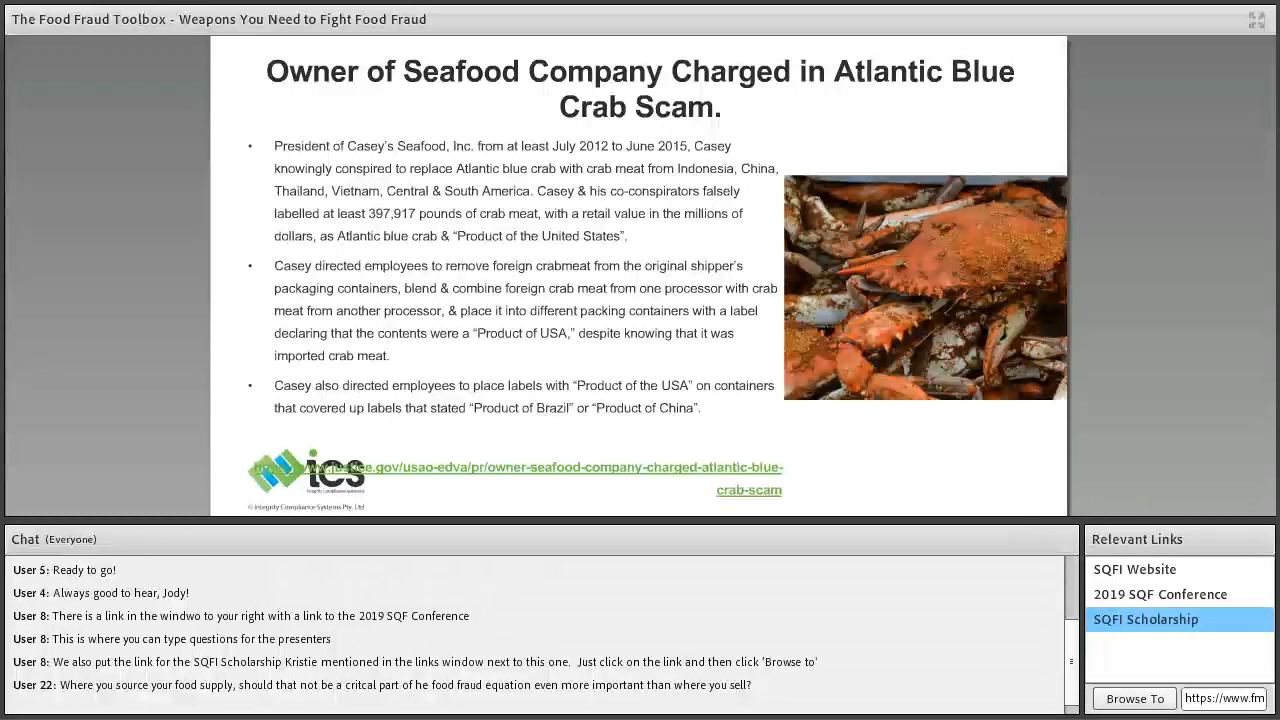 The Food Fraud Toolbox - Weapons You Need to Fight Food Fraud
Owner of Seafood Company Charged in Atlantic Blue
Crab Scam.
• President of Casey's Seafood, Inc. from at least July 2012 to June 2015, Casey
knowingly conspired to replace Atlantic blue crab with crab meat from Indonesia, China,
Thailand, Vietnam, Central & South America. Casey & his co-conspirators falsely
labelled at least 397,917 pounds of crab meat, with a retail value in the millions of
dollars, as Atlantic blue crab & “Product of the United States”.
• Casey directed employees to remove foreign crabmeat from the original shipper's
packaging containers, blend & combine foreign crab meat from one processor with crab
meat from another processor, & place it into different packing containers with a label
declaring that the contents were a “Product of USA,” despite knowing that it was
imported crab meat.
• Casey also directed employees to place labels with “Product of the USA” on containers
that covered up labels that stated “Product of Brazil” or “Product of China”.
ics
integrity compliance systems
.gov/usao-edva/pr/owner-seafood-company-charged-atlantic-blue-
crab-scam
© Integrity Compliance Systems Pty. Ltd
Chat (Everyone)
User 5: Ready to go!
User 4: Always good to hear, Jody!
User 8: There is a link in the windwo to your right with a link to the 2019 SQF Conference
User 8: This is where you can type questions for the presenters
User 8: We also put the link for the SQFI Scholarship Kristie mentioned in the links window next to this one.  Just click on the link and then click 'Browse to'
User 22: Where you source your food supply, should that not be a critcal part of he food fraud equation even more important than where you sell?
Relevant Links
SQFI Website
2019 SQF Conference
SQFI Scholarship
Browse To
https://www.fm